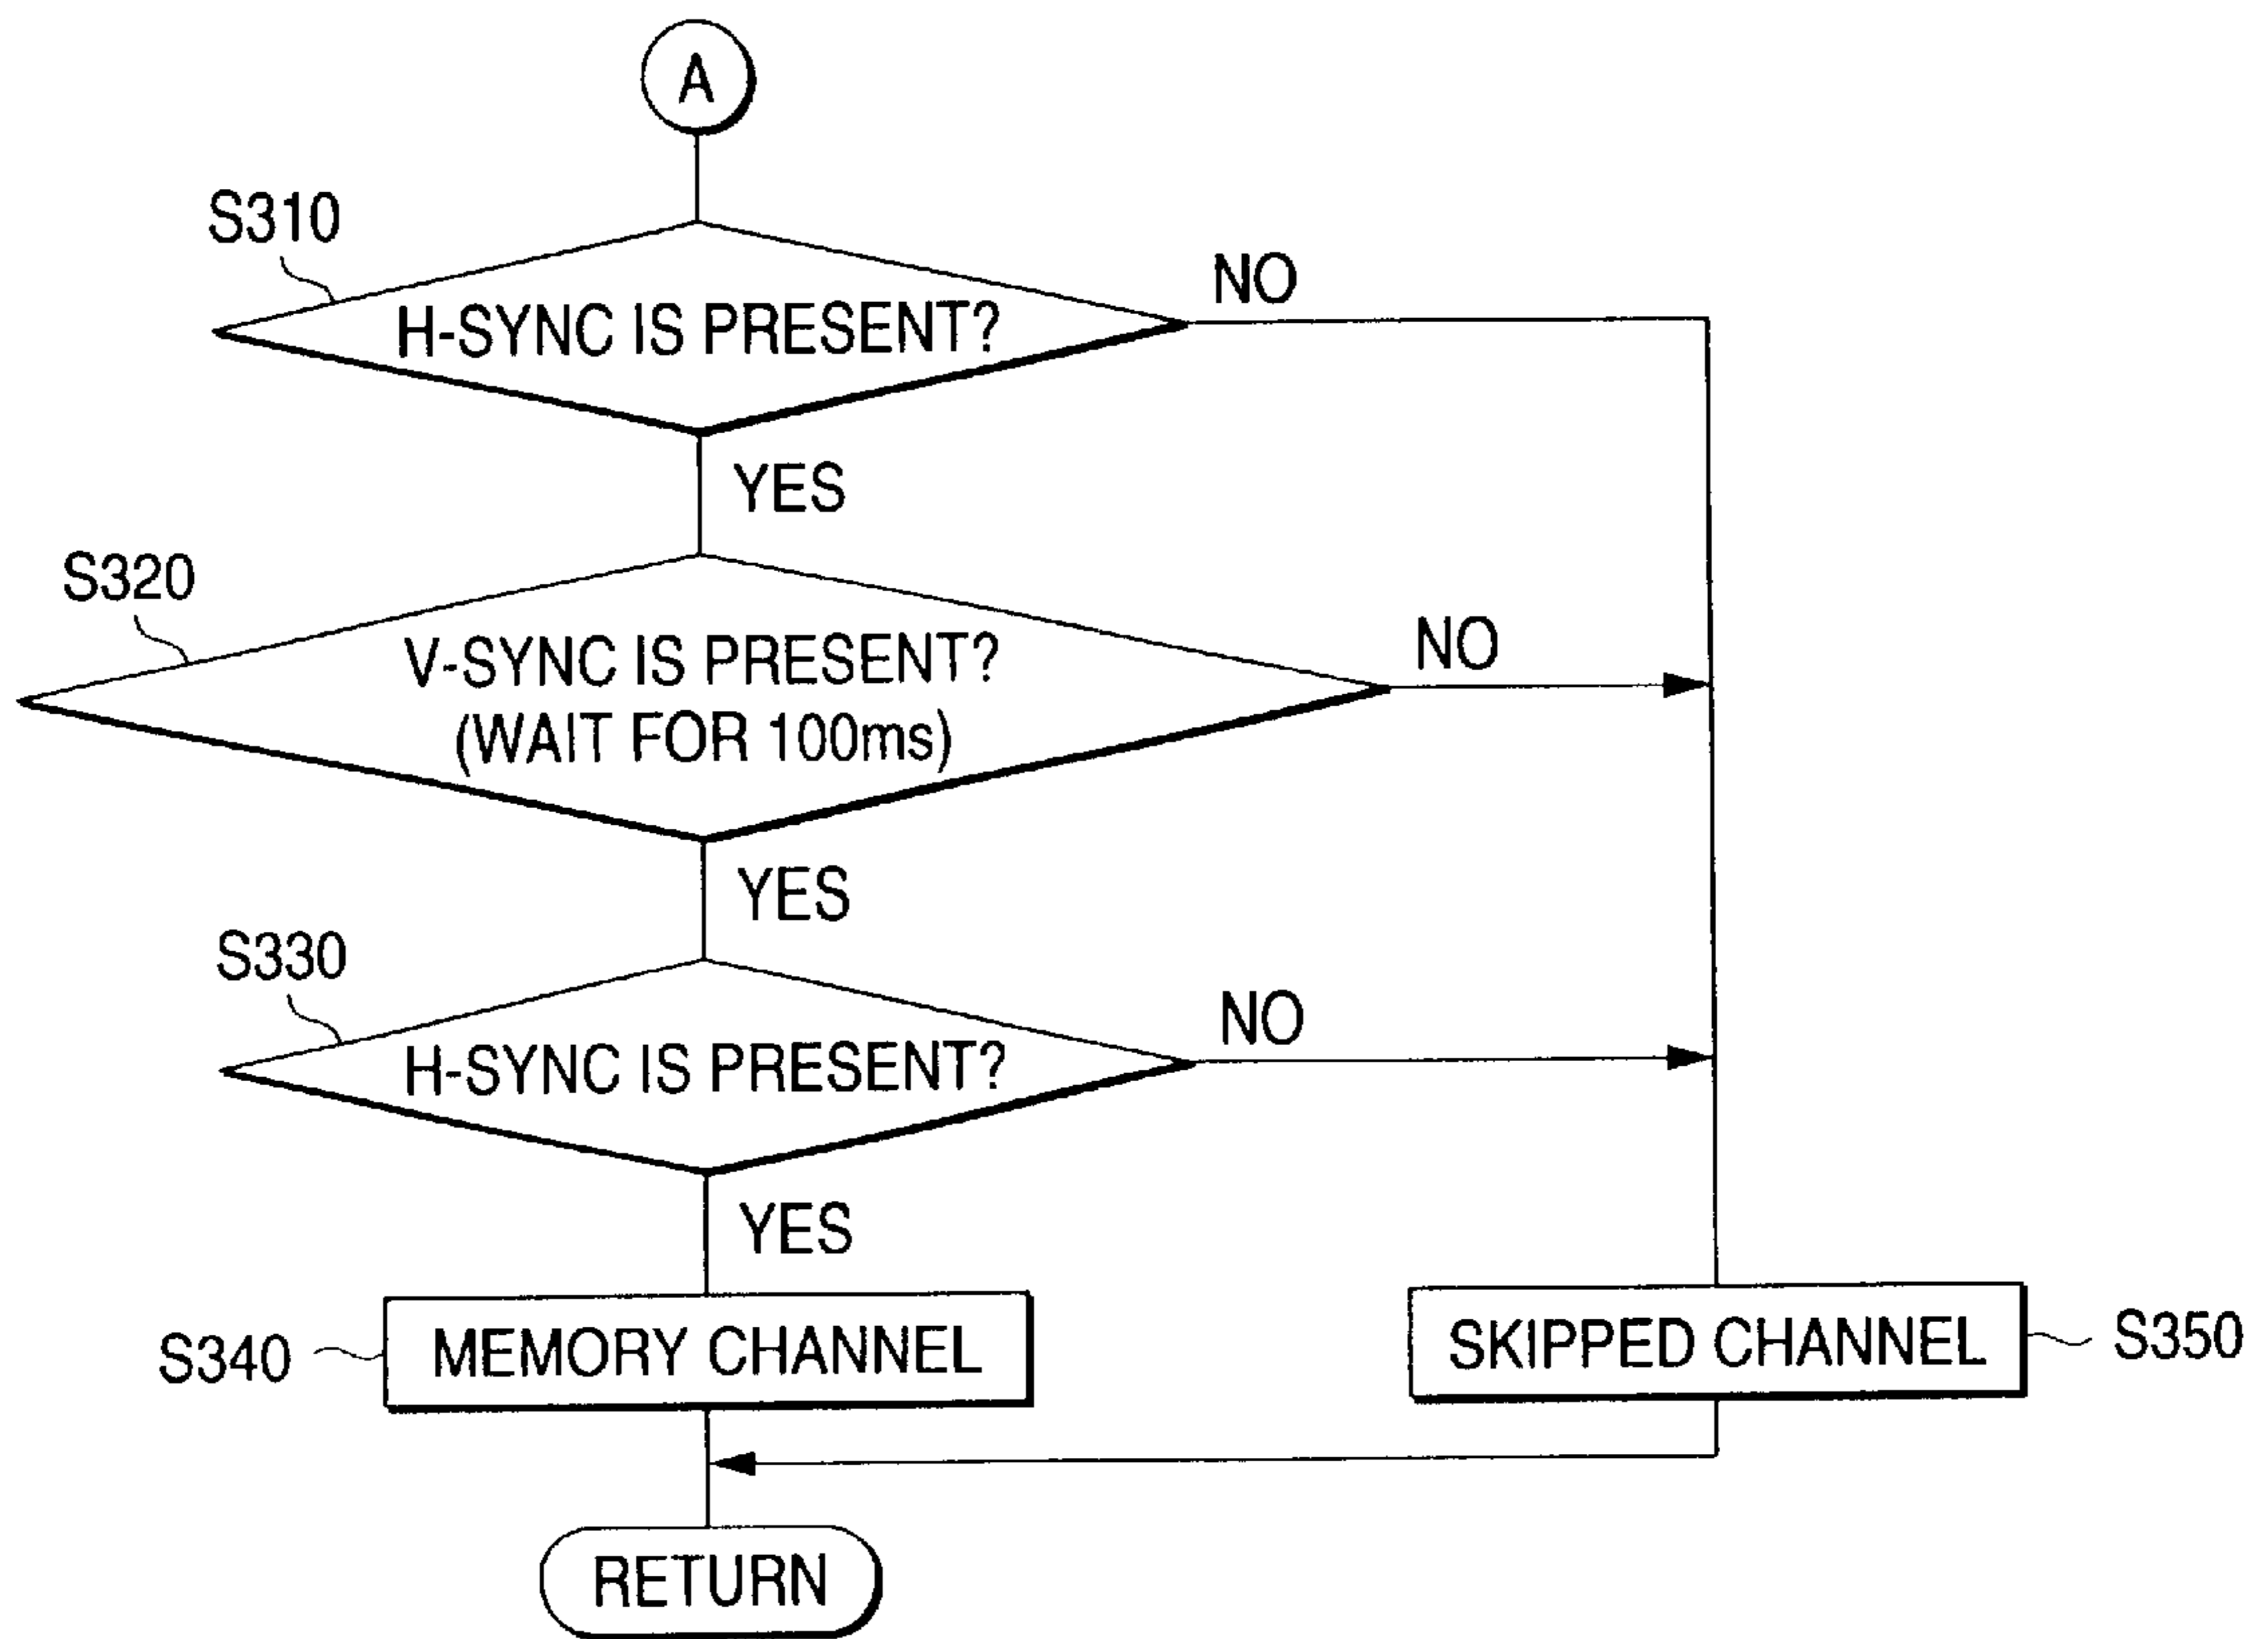 A
S310
H-SYNC IS PRESENT?
NO
YES
S320
V-SYNC IS PRESENT?
(WAIT FOR 100ms)
NO
YES
S330
H-SYNC IS PRESENT?
NO
YES
S340
MEMORY CHANNEL
SKIPPED CHANNEL
S350
RETURN